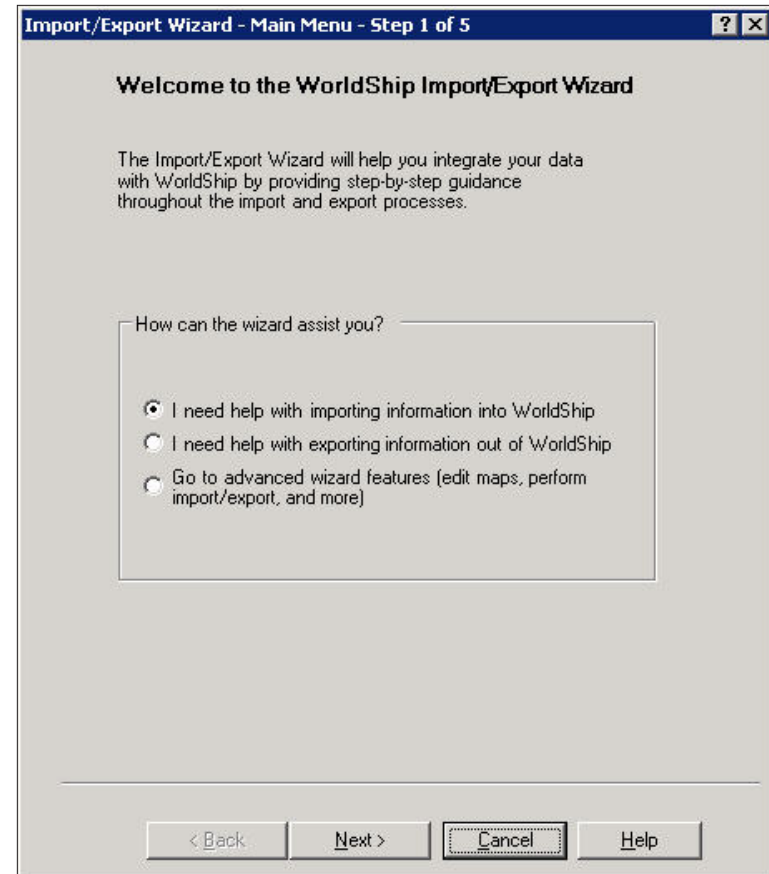 Import/Export Wizard - Main Menu - Step 1 of 5
Welcome to the WorldShip Import/Export Wizard
The Import/Export Wizard will help you integrate your data
with WorldShip by providing step-by-step guidance
throughout the import and export processes.
How can the wizard assist you?
I need help with importing information into WorldShip
I need help with exporting information out of WorldShip
Go to advanced wizard features (edit maps, perform
import/export, and more)
< Back
Next >
Cancel
Help